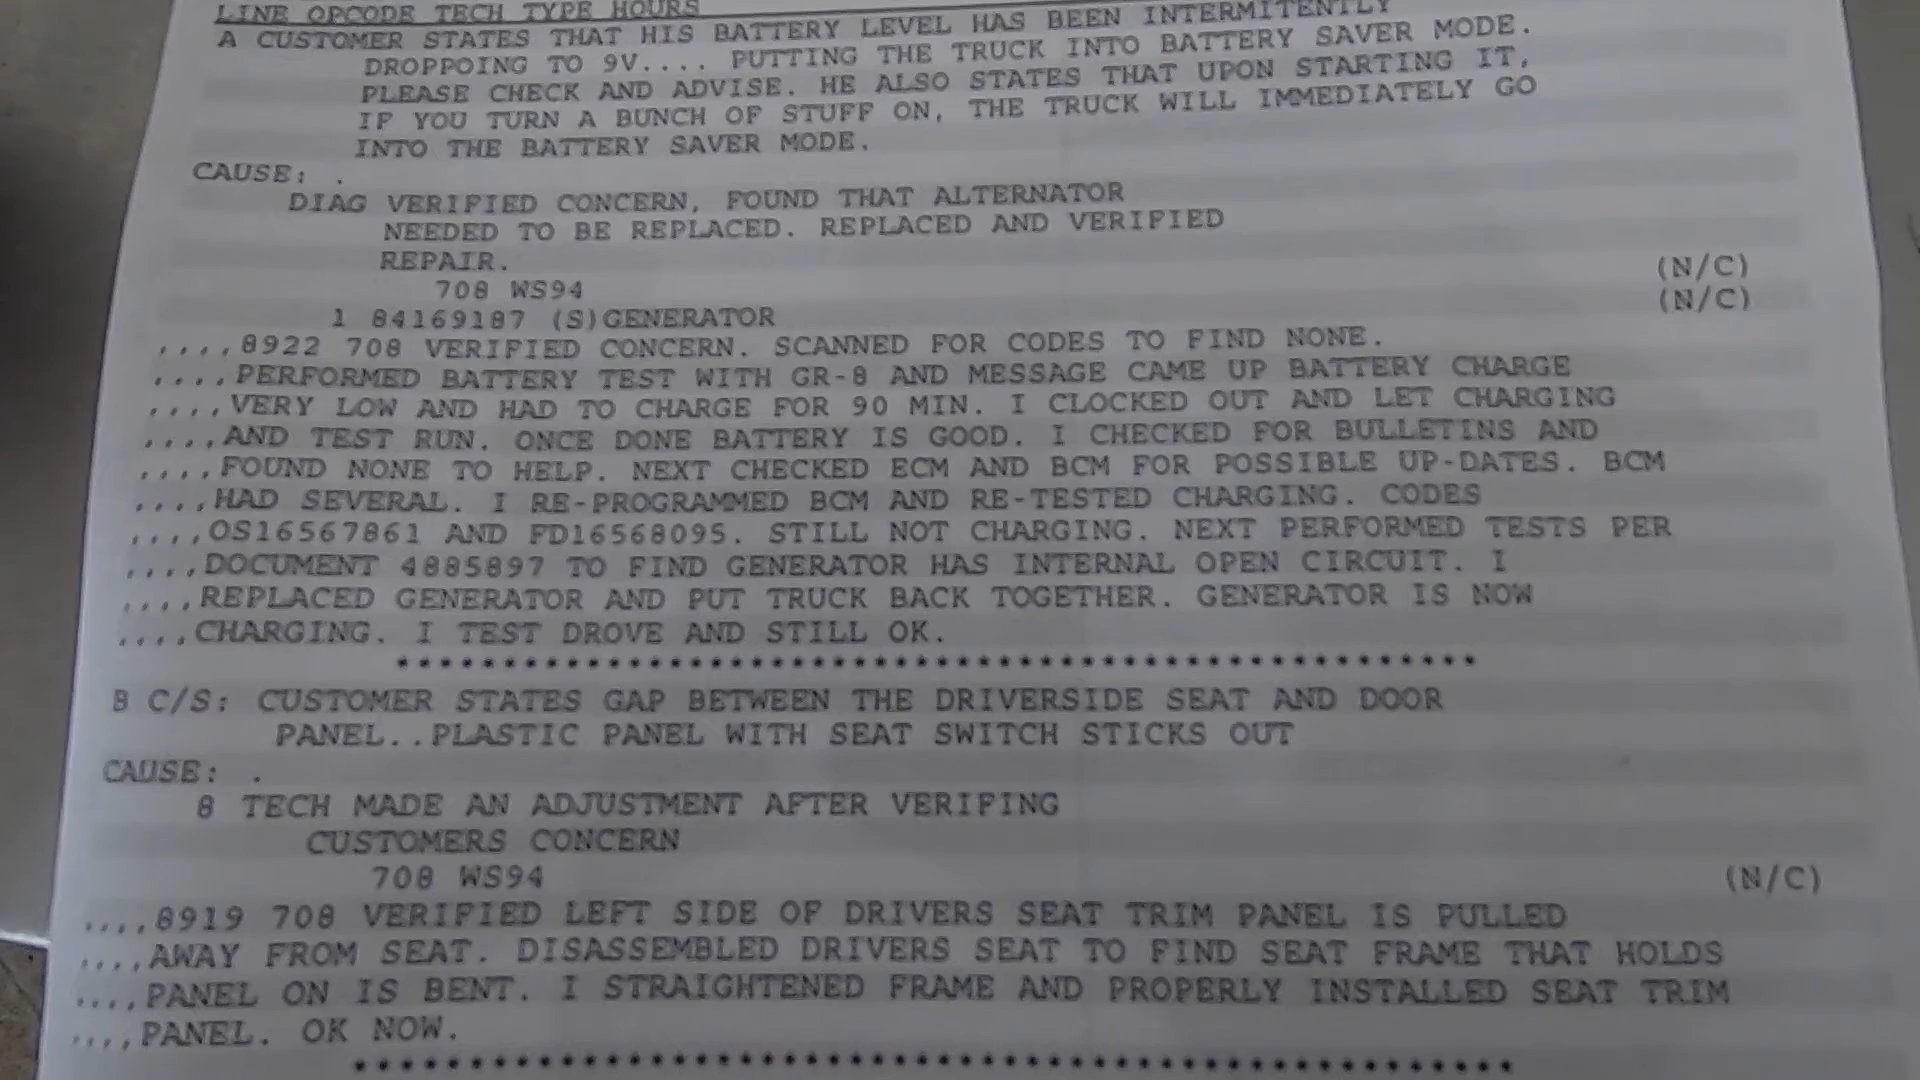 LINE OPCODE TECH TYPE HOURS
A CUSTOMER STATES THAT HIS BATTERY LEVEL HAS BEEN INTERMITENTLY
DROPPOING TO 9V.... PUTTING THE TRUCK INTO BATTERY SAVER MODE.
PLEASE CHECK AND ADVISE. HE ALSO STATES THAT UPON STARTING IT,
IF YOU TURN A BUNCH OF STUFF ON, THE TRUCK WILL IMMEDIATELY GO
INTO THE BATTERY SAVER MODE.
CAUSE: .
DIAG VERIFIED CONCERN, FOUND THAT ALTERNATOR
NEEDED TO BE REPLACED. REPLACED AND VERIFIED
REPAIR.
708 WS94 (N/C)
1 84169187 (S)GENERATOR (N/C)
....8922 708 VERIFIED CONCERN. SCANNED FOR CODES TO FIND NONE.
....PERFORMED BATTERY TEST WITH GR-8 AND MESSAGE CAME UP BATTERY CHARGE
....VERY LOW AND HAD TO CHARGE FOR 90 MIN. I CLOCKED OUT AND LET CHARGING
....AND TEST RUN. ONCE DONE BATTERY IS GOOD. I CHECKED FOR BULLETINS AND
....FOUND NONE TO HELP. NEXT CHECKED ECM AND BCM FOR POSSIBLE UP-DATES. BCM
....HAD SEVERAL. I RE-PROGRAMMED BCM AND RE-TESTED CHARGING. CODES
....OS16567861 AND FD16568095. STILL NOT CHARGING. NEXT PERFORMED TESTS PER
....DOCUMENT 4885897 TO FIND GENERATOR HAS INTERNAL OPEN CIRCUIT. I
....REPLACED GENERATOR AND PUT TRUCK BACK TOGETHER. GENERATOR IS NOW
....CHARGING. I TEST DROVE AND STILL OK.
****************************************************
B C/S: CUSTOMER STATES GAP BETWEEN THE DRIVERSIDE SEAT AND DOOR
PANEL..PLASTIC PANEL WITH SEAT SWITCH STICKS OUT
CAUSE: .
8 TECH MADE AN ADJUSTMENT AFTER VERIFING
CUSTOMERS CONCERN
708 WS94 (N/C)
....8919 708 VERIFIED LEFT SIDE OF DRIVERS SEAT TRIM PANEL IS PULLED
....AWAY FROM SEAT. DISASSEMBLED DRIVERS SEAT TO FIND SEAT FRAME THAT HOLDS
....PANEL ON IS BENT. I STRAIGHTENED FRAME AND PROPERLY INSTALLED SEAT TRIM
....PANEL. OK NOW.
****************************************************